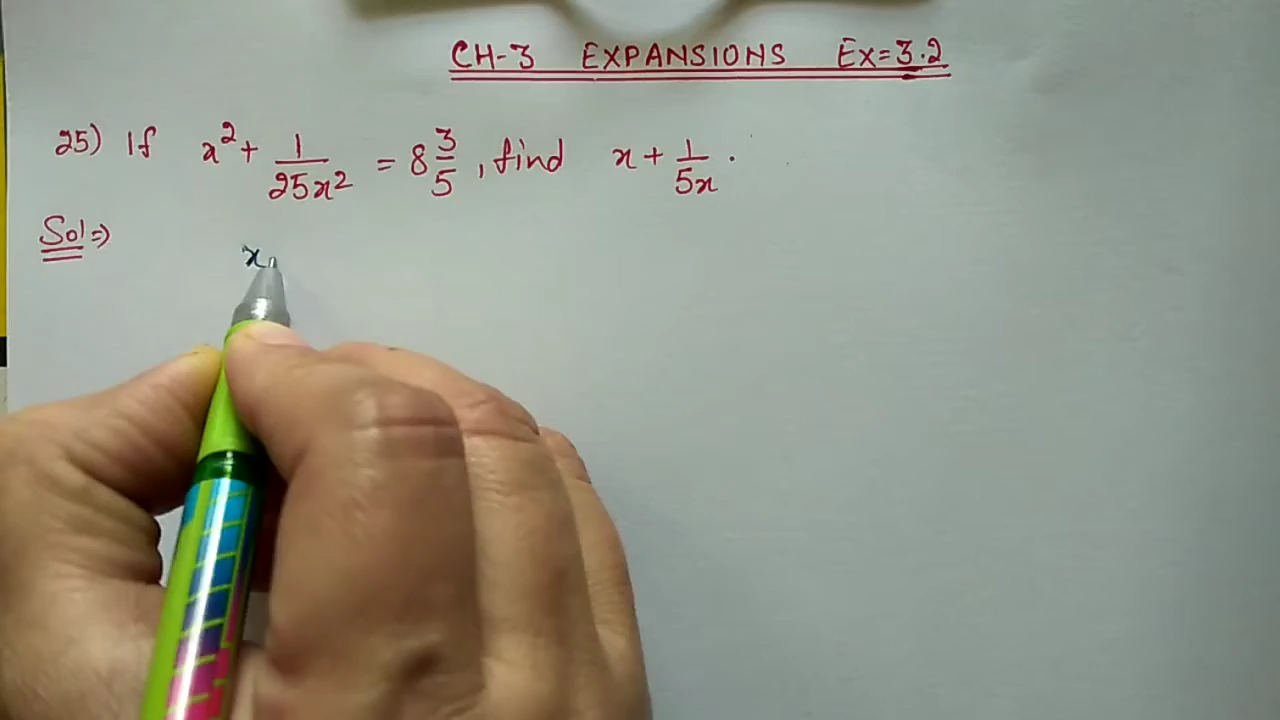 CH-3 EXPANSIONS Ex=3.2
25) If x² + 1/25x² = 8 3/5, find x + 1/5x.
Sol⇒
x